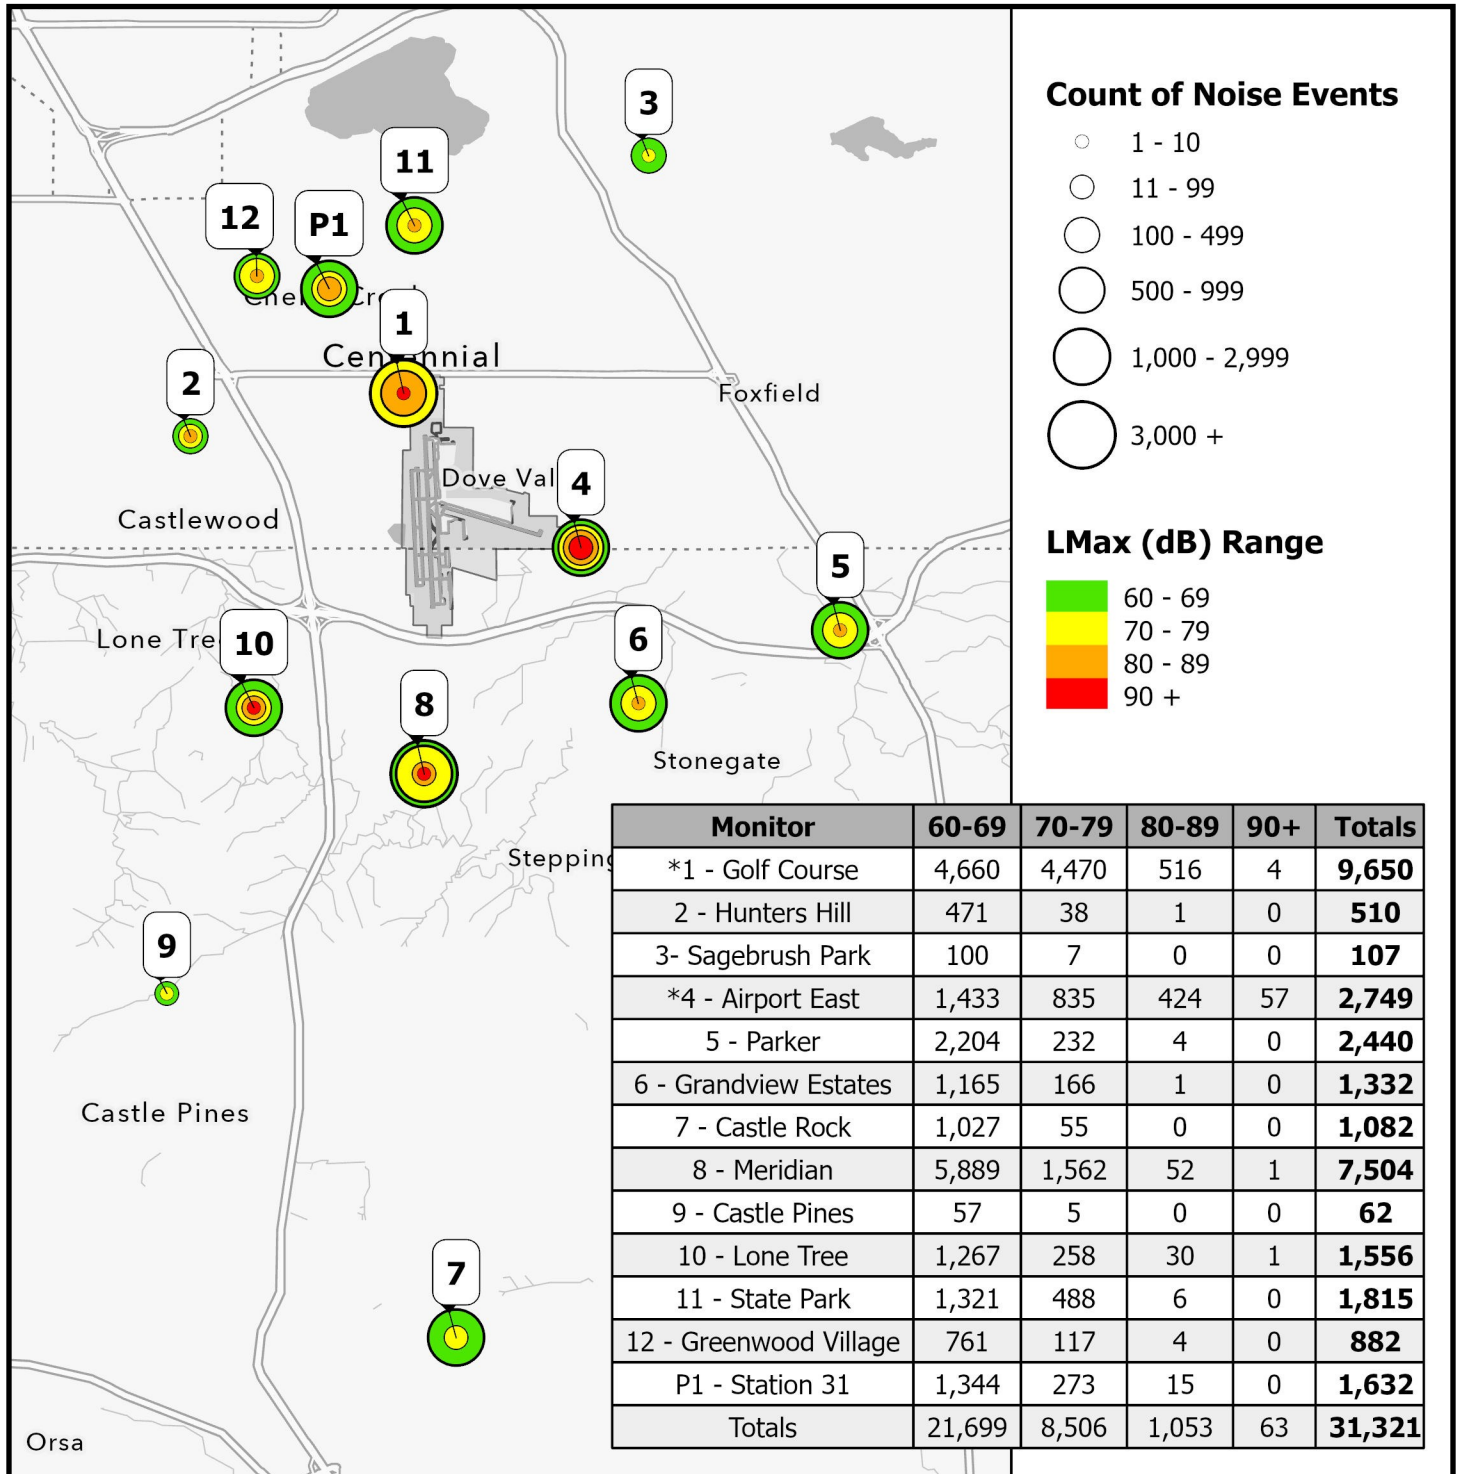 3
11
12
P1
1
Centennial
2
Foxfield
Dove Val
4
Castlewood
5
Lone Tre
10
6
8
Stonegate
Stepping
9
Castle Pines
7
Orsa
Count of Noise Events
1 - 10
11 - 99
100 - 499
500 - 999
1,000 - 2,999
3,000 +
LMax (dB) Range
60 - 69
70 - 79
80 - 89
90 +
Monitor 60-69 70-79 80-89 90+ Totals
*1 - Golf Course 4,660 4,470 516 4 9,650
2 - Hunters Hill 471 38 1 0 510
3- Sagebrush Park 100 7 0 0 107
*4 - Airport East 1,433 835 424 57 2,749
5 - Parker 2,204 232 4 0 2,440
6 - Grandview Estates 1,165 166 1 0 1,332
7 - Castle Rock 1,027 55 0 0 1,082
8 - Meridian 5,889 1,562 52 1 7,504
9 - Castle Pines 57 5 0 0 62
10 - Lone Tree 1,267 258 30 1 1,556
11 - State Park 1,321 488 6 0 1,815
12 - Greenwood Village 761 117 4 0 882
P1 - Station 31 1,344 273 15 0 1,632
Totals 21,699 8,506 1,053 63 31,321